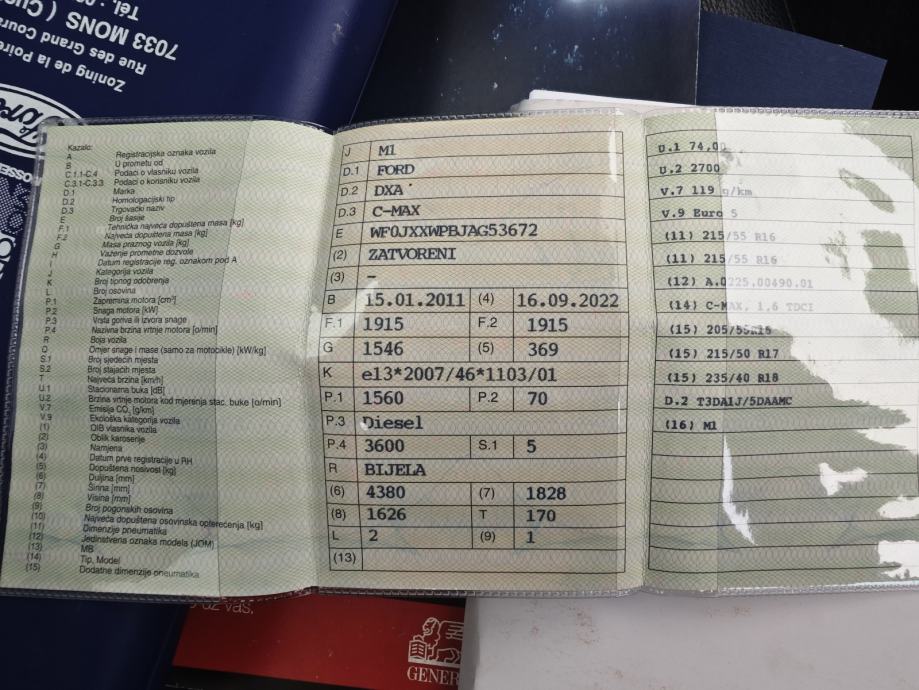 Zoning de la Poire
Rue des Grand Coura
7033 MONS ( Cue
Tél. : 0
Kazalo:
A Registracijska oznaka vozila
B U prometu od
C.1.1-C.4 Podaci o vlasniku vozila
C.3.1-C.3.3 Podaci o korisniku vozila
D.1 Marka
D.2 Homologacijski tip
D.3 Trgovački naziv
E Broj šasije
F.1 Tehnička najveća dopuštena masa [kg]
F.2 Najveća dopuštena masa [kg]
G Masa praznog vozila [kg]
H Važenje prometne dozvole
I Datum registracije reg. oznakom pod A
J Kategorija vozila
K Broj tipnog odobrenja
L Broj osovina
P.1 Zapremina motora [cm³]
P.2 Snaga motora [kW]
P.3 Vrsta goriva ili izvora snage
P.4 Nazivna brzina vrtnje motora [o/min]
R Boja vozila
Q Omjer snage i mase (samo za motocikle) [kW/kg]
S.1 Broj sjedećih mjesta
S.2 Broj stajaćih mjesta
T Najveća brzina [km/h]
U.1 Stacionarna buka [dB]
U.2 Brzina vrtnje motora kod mjerenja stac. buke [o/min]
V.7 Emisija CO₂ [g/km]
V.9 Ekološka kategorija vozila
(1) OIB vlasnika vozila
(2) Oblik karoserije
(3) Namjena
(4) Datum prve registracije u RH
(5) Dopuštena nosivost [kg]
(6) Duljina [mm]
(7) Širina [mm]
(8) Visina [mm]
(9) Broj pogonskih osovina
(10) Najveća dopuštena osovinska opterećenja [kg]
(11) Dimenzije pneumatika
(12) Jedinstvena oznaka modela (JOM)
(13) MB
(14) Tip, Model
(15) Dodatne dimenzije pneumatika
J M1
D.1 FORD
D.2 DXA
D.3 C-MAX
E WF0JXXWPBJAG53672
(2) ZATVORENI
(3) –
B 15.01.2011 (4) 16.09.2022
F.1 1915 F.2 1915
G 1546 (5) 369
K e13*2007/46*1103/01
P.1 1560 P.2 70
P.3 Diesel
P.4 3600 S.1 5
R BIJELA
(6) 4380 (7) 1828
(8) 1626 T 170
L 2 (9) 1
(13)
U.1 74,00
U.2 2700
V.7 119 g/km
V.9 Euro 5
(11) 215/55 R16
(11) 215/55 R16
(12) A.0225.00490.01
(14) C-MAX, 1,6 TDCI
(15) 205/55R16
(15) 215/50 R17
(15) 235/40 R18
D.2 T3DA1J/5DAAMC
(16) M1
uz vas.
GENER